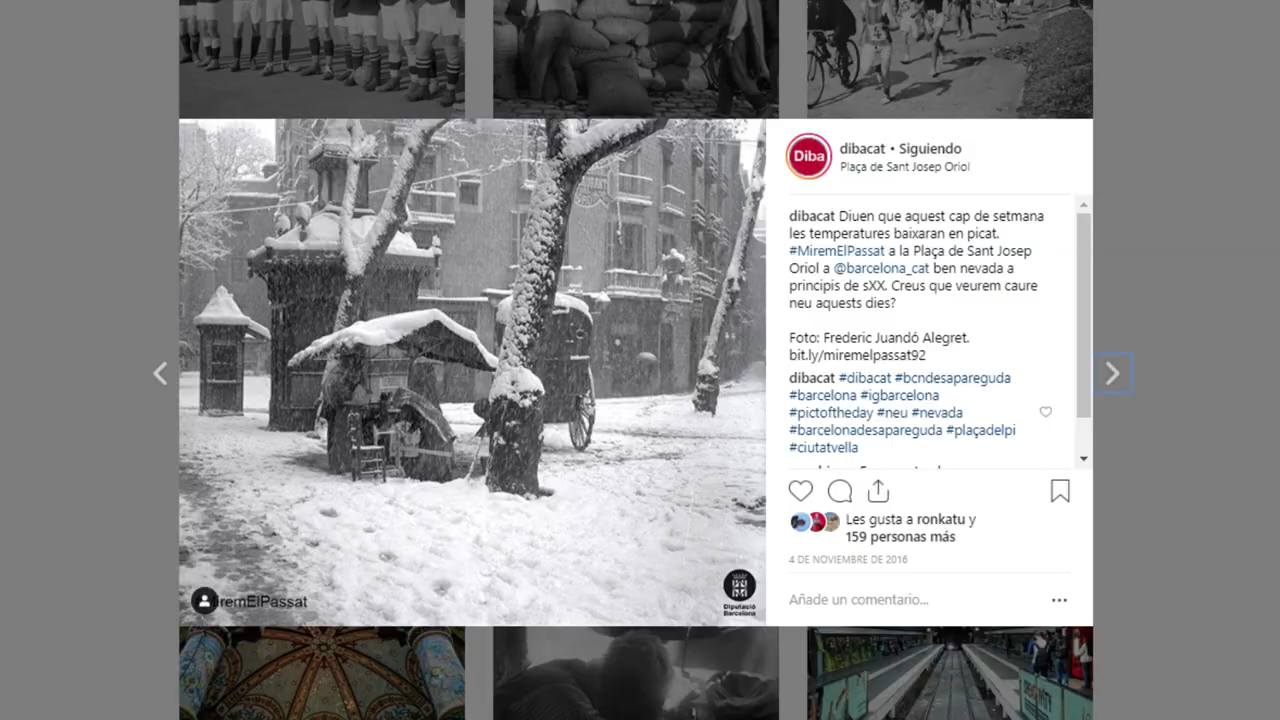 Diba
dibacat • Siguiendo
Plaça de Sant Josep Oriol
dibacat Diuen que aquest cap de setmana
les temperatures baixaran en picat.
#MiremElPassat a la Plaça de Sant Josep
Oriol a @barcelona_cat ben nevada a
principis de sXX. Creus que veurem caure
neu aquests dies?
Foto: Frederic Juandó Alegret.
bit.ly/miremelpassat92
dibacat #dibacat #bcndesapareguda
#barcelona #igbarcelona
#pictoftheday #neu #nevada
#barcelonadesapareguda #plaçadelpi
#ciutatvella
Les gusta a ronkatu y
159 personas más
4 DE NOVIEMBRE DE 2016
Añade un comentario...
iremElPassat
Diputació
Barcelona